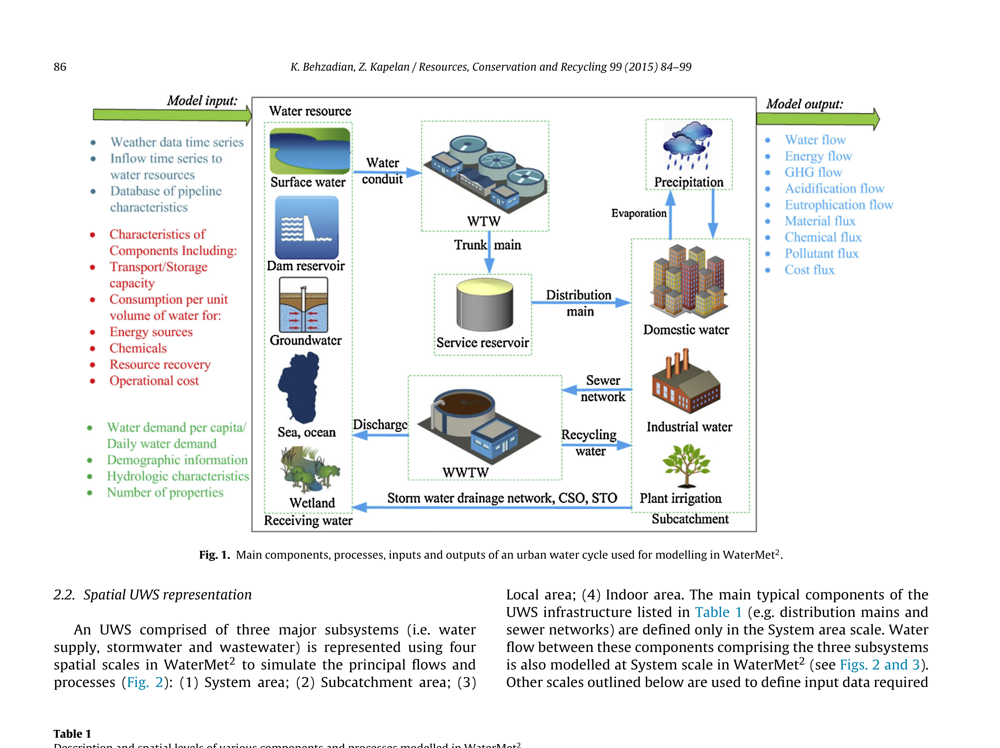 86
K. Behzadian, Z. Kapelan / Resources, Conservation and Recycling 99 (2015) 84–99
Model input:
• Weather data time series
• Inflow time series to
water resources
• Database of pipeline
characteristics
• Characteristics of
Components Including:
• Transport/Storage
capacity
• Consumption per unit
volume of water for:
• Energy sources
• Chemicals
• Resource recovery
• Operational cost
• Water demand per capita/
Daily water demand
• Demographic information
• Hydrologic characteristics
• Number of properties
Water resource
Surface water
Dam reservoir
Groundwater
Sea, ocean
Wetland
Receiving water
Water
conduit
WTW
Trunk main
Service reservoir
Distribution
main
Precipitation
Evaporation
Domestic water
Industrial water
Plant irrigation
Subcatchment
Sewer
network
Recycling
water
WWTW
Discharge
Storm water drainage network, CSO, STO
Model output:
• Water flow
• Energy flow
• GHG flow
• Acidification flow
• Eutrophication flow
• Material flux
• Chemical flux
• Pollutant flux
• Cost flux
Fig. 1. Main components, processes, inputs and outputs of an urban water cycle used for modelling in WaterMet².
2.2. Spatial UWS representation
An UWS comprised of three major subsystems (i.e. water
supply, stormwater and wastewater) is represented using four
spatial scales in WaterMet² to simulate the principal flows and
processes (Fig. 2): (1) System area; (2) Subcatchment area; (3)
Local area; (4) Indoor area. The main typical components of the
UWS infrastructure listed in Table 1 (e.g. distribution mains and
sewer networks) are defined only in the System area scale. Water
flow between these components comprising the three subsystems
is also modelled at System scale in WaterMet² (see Figs. 2 and 3).
Other scales outlined below are used to define input data required
Table 1
Description and spatial levels of various components and processes modelled in WaterMet²